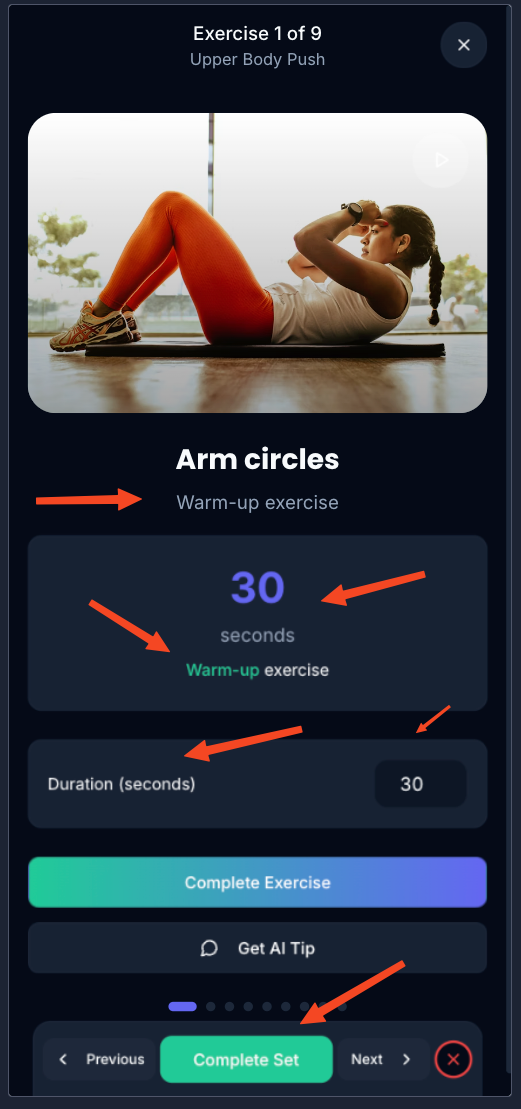 Exercise 1 of 9
Upper Body Push
Arm circles
Warm-up exercise
30
seconds
Warm-up exercise
Duration (seconds)
30
Complete Exercise
Get AI Tip
Previous
Complete Set
Next